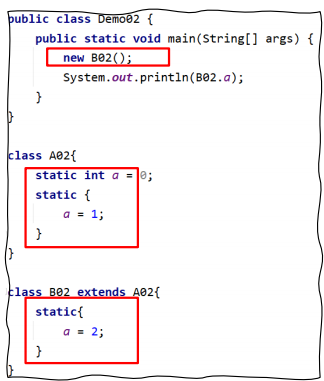 public class Demo02 {
public static void main(String[] args) {
new B02();
System.out.println(B02.a);
}
}
class A02{
static int a = 0;
static {
a = 1;
}
}
class B02 extends A02{
static{
a = 2;
}
}